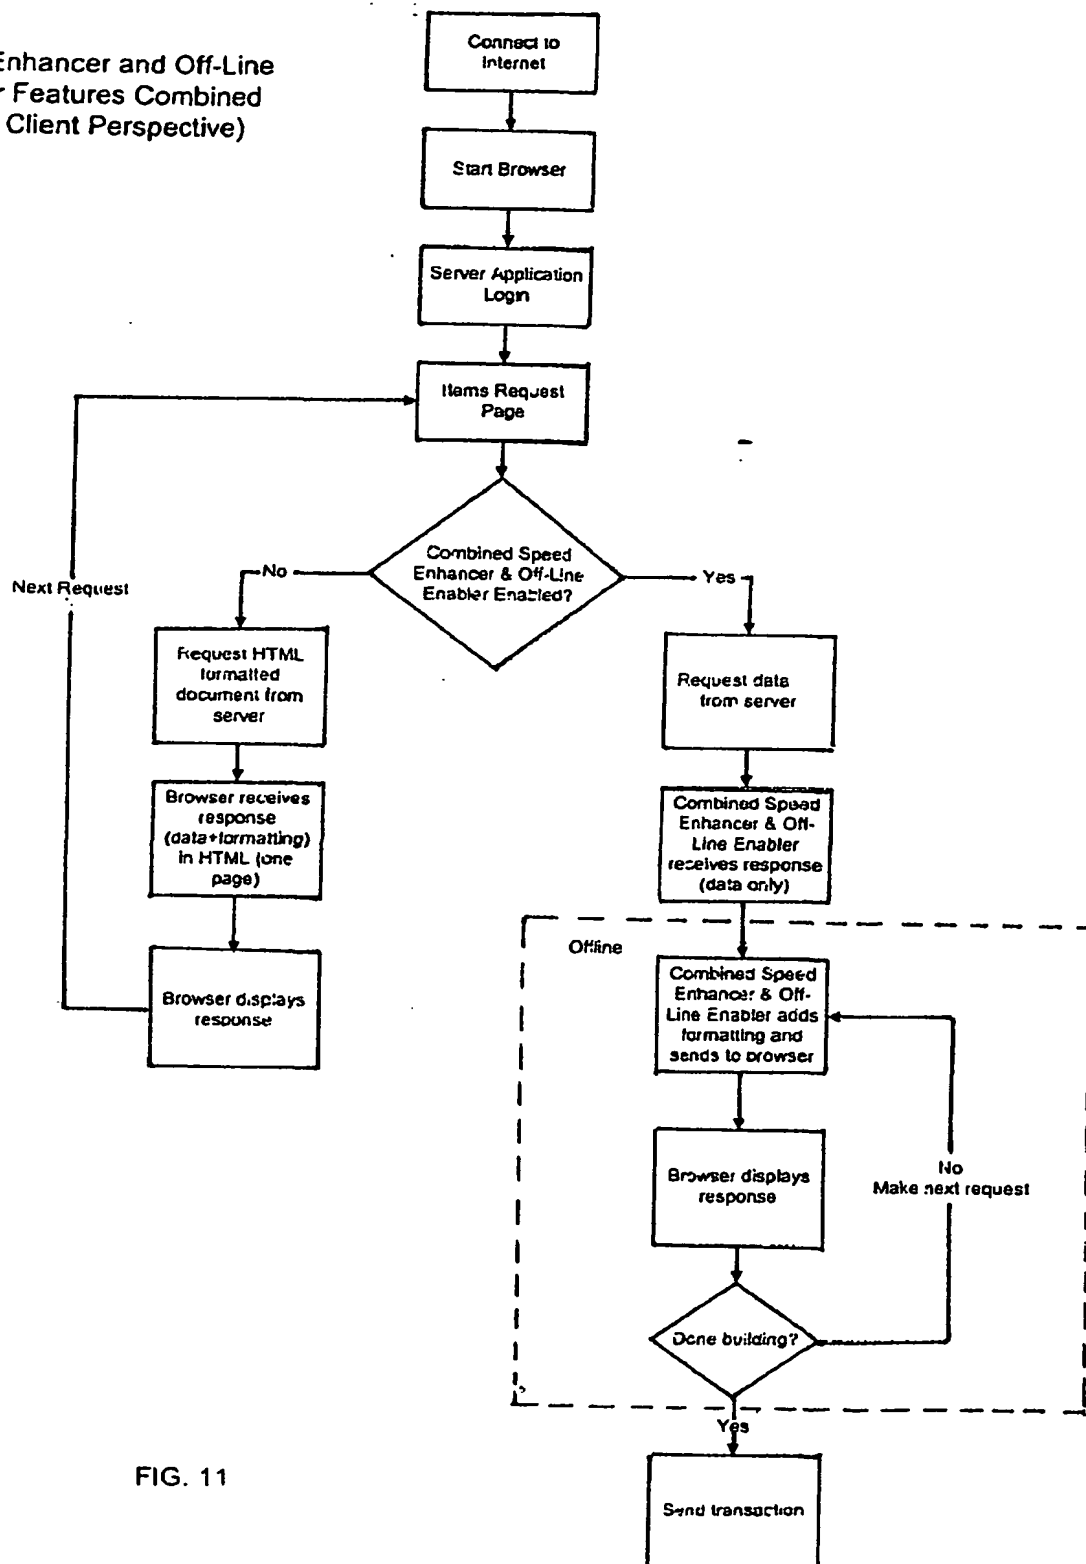 Enhancer and Off-Line
r Features Combined
Client Perspective)
Connect to
Internet
Start Browser
Server Application
Login
Items Request
Page
Combined Speed
Enhancer & Off-Line
Enabler Enabled?
No
Yes
Next Request
Request HTML
formatted
document from
server
Request data
from server
Browser receives
response
(data+formatting)
in HTML (one
page)
Combined Speed
Enhancer & Off-
Line Enabler
receives response
(data only)
Offline
Browser displays
response
Combined Speed
Enhancer & Off-
Line Enabler adds
formatting and
sends to browser
Browser displays
response
No
Make next request
Done building?
Yes
Send transaction
FIG. 11